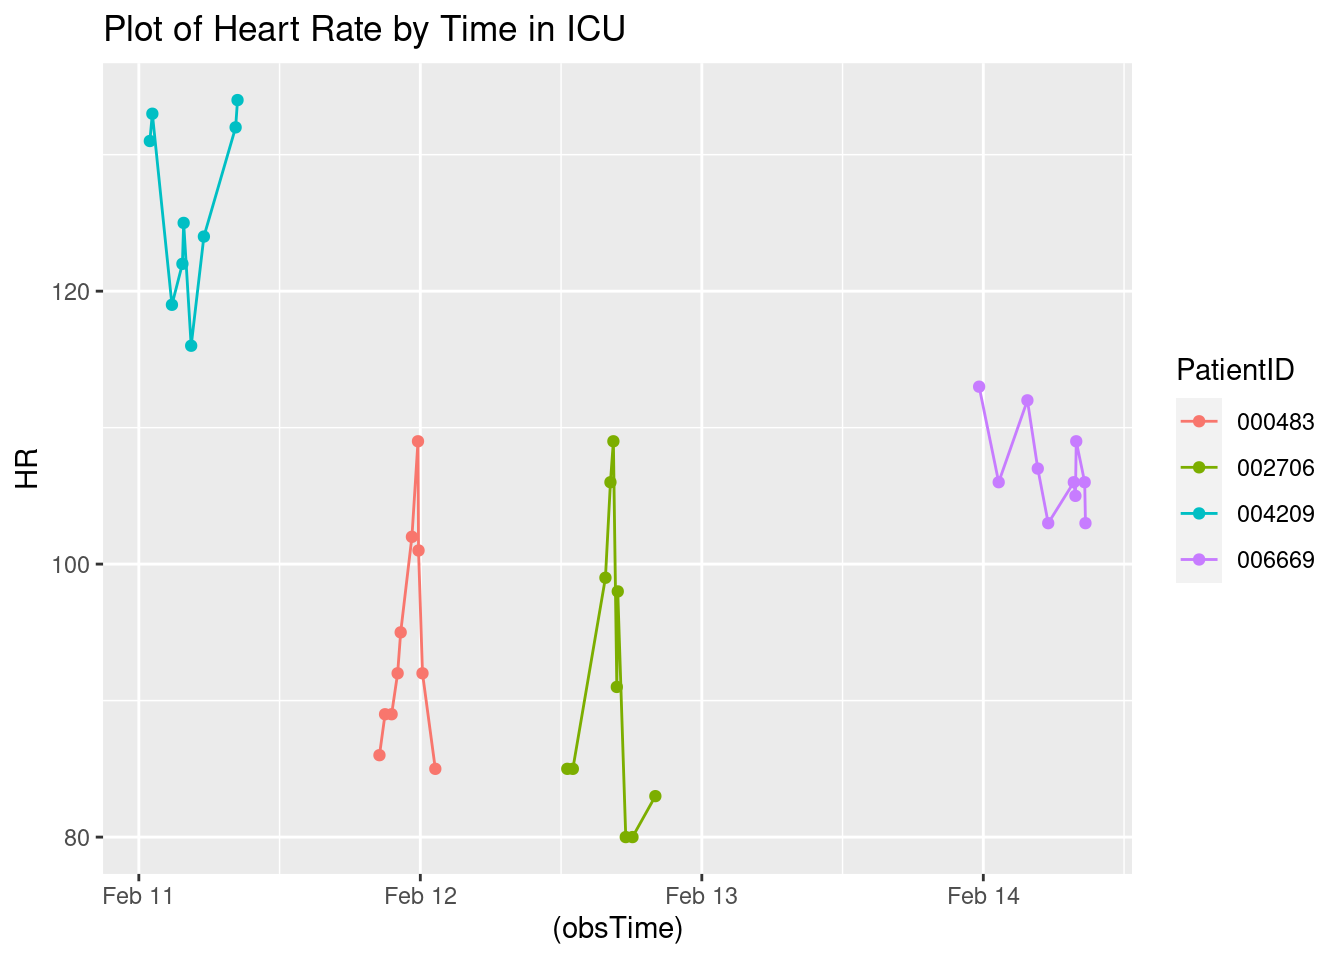 Plot of Heart Rate by Time in ICU
HR
120
100
80
Feb 11
Feb 12
Feb 13
Feb 14
(obsTime)
PatientID
000483
002706
004209
006669